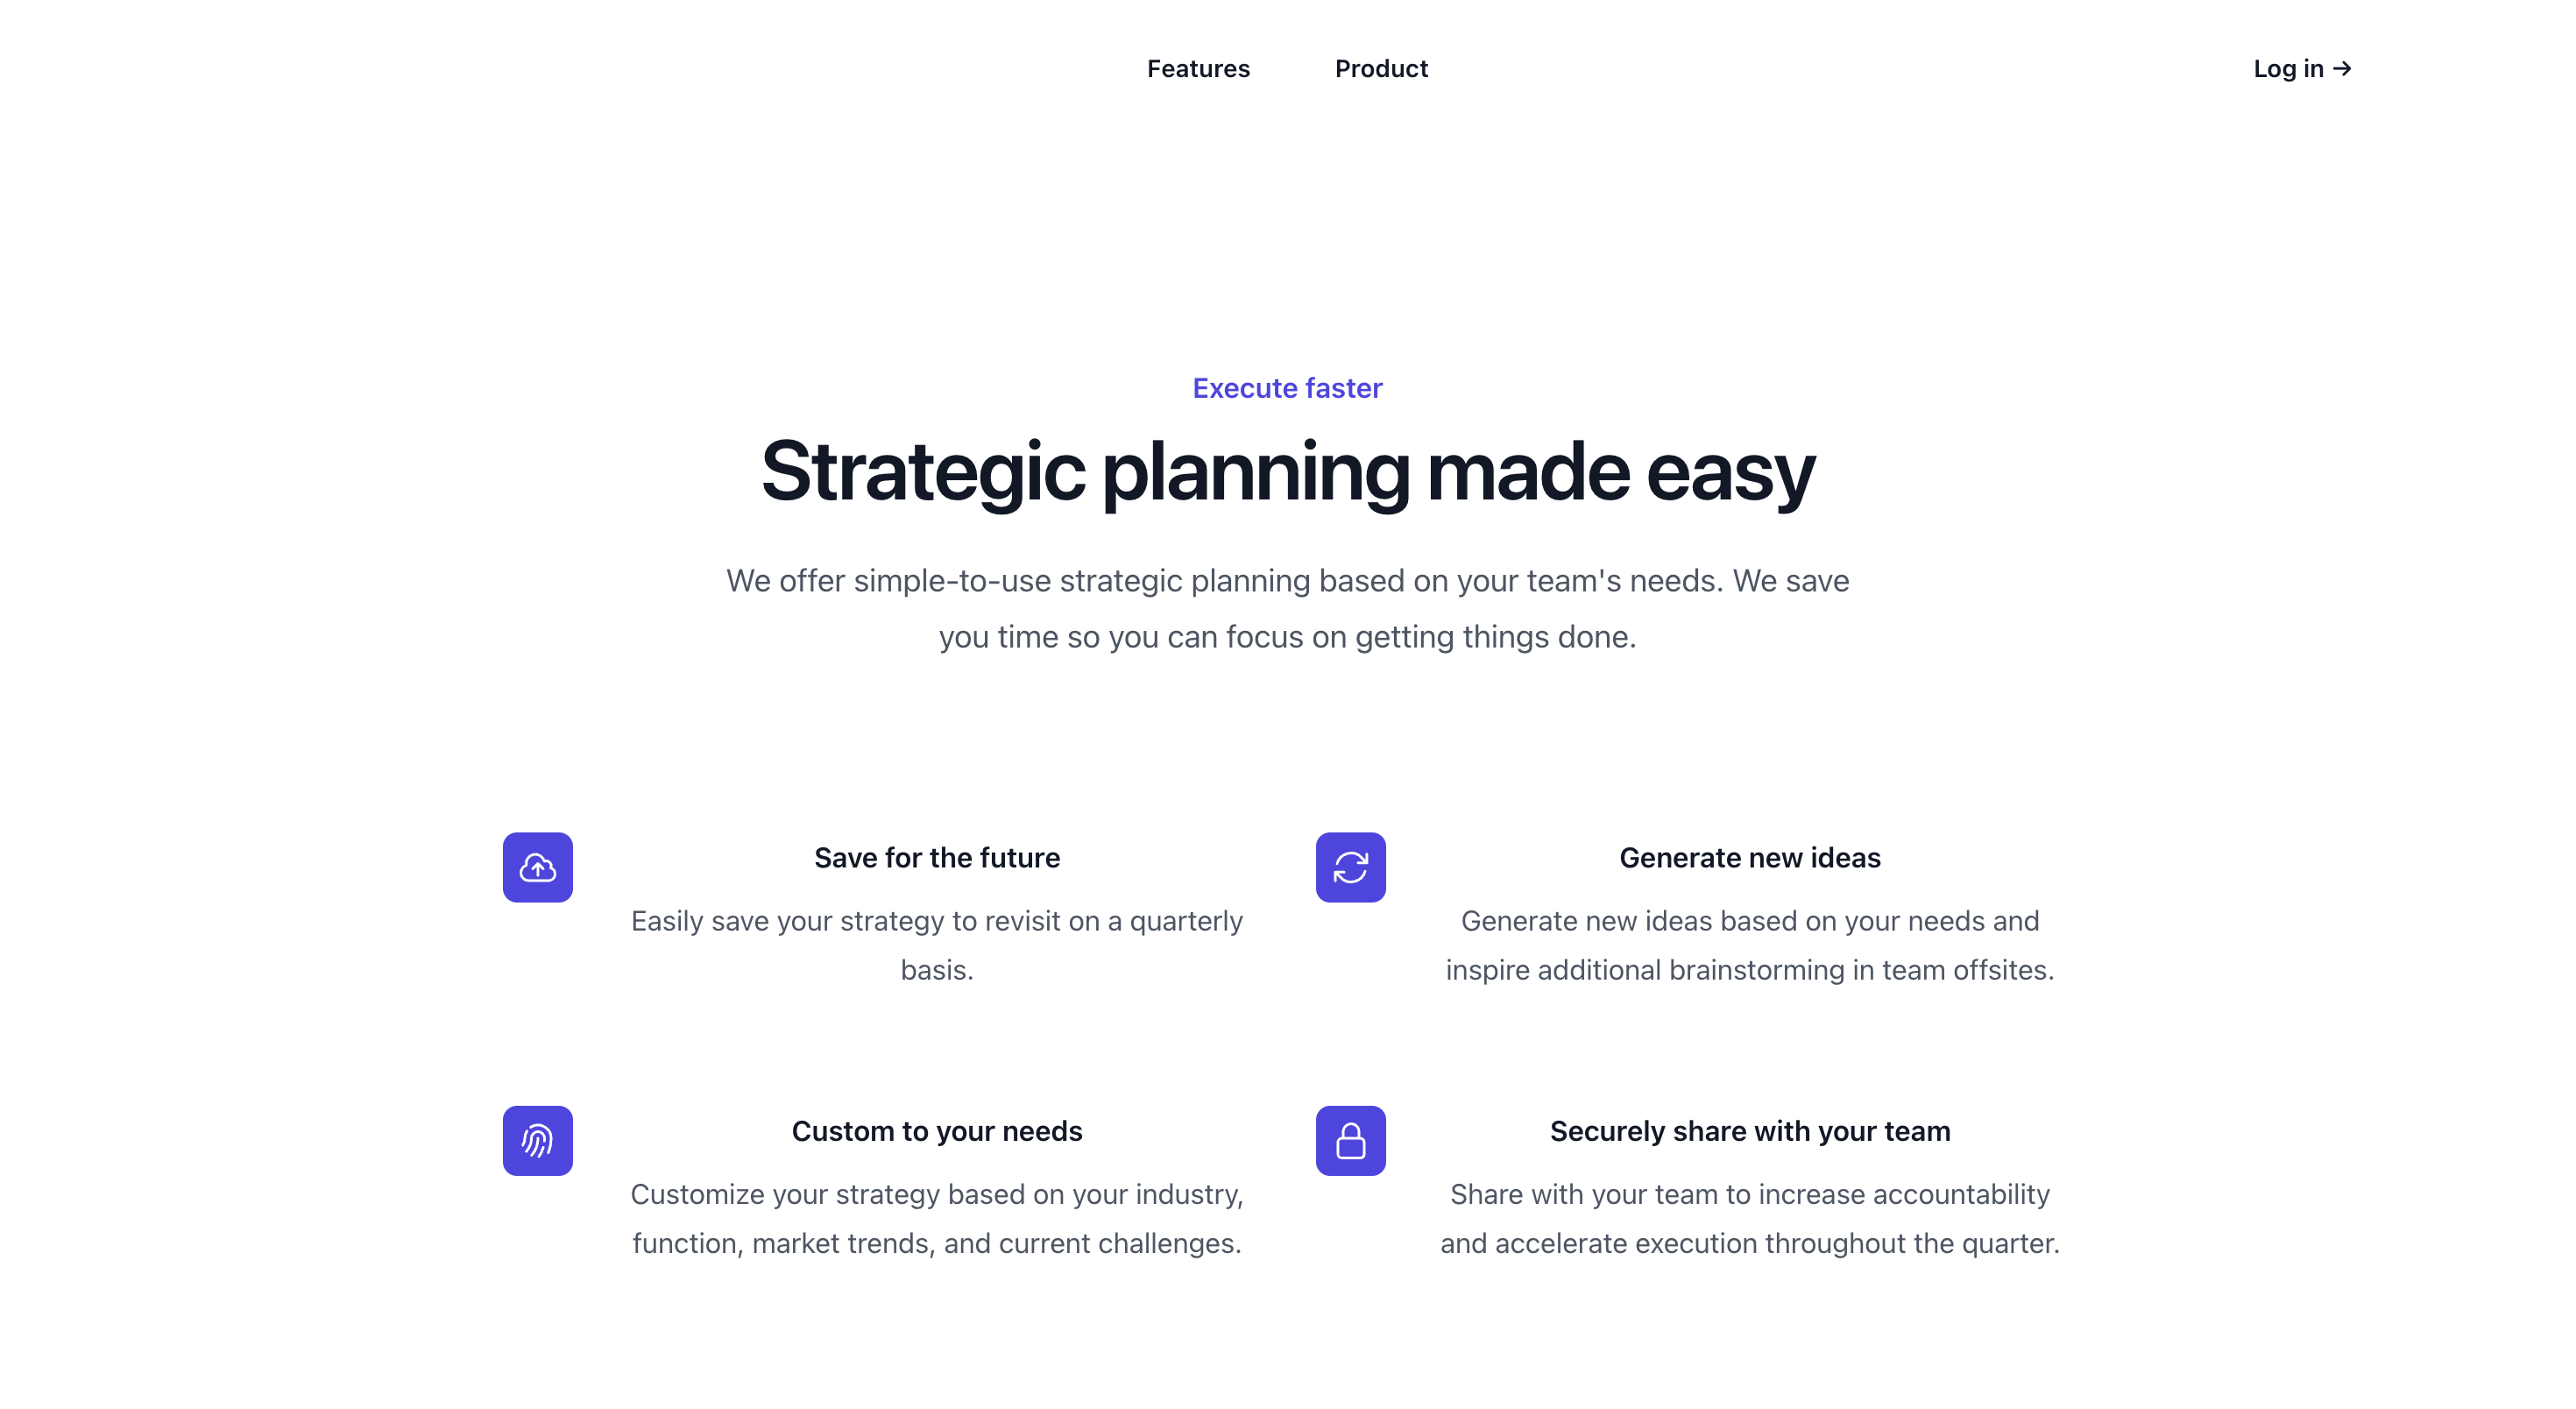 Features
Product
Log in →
Execute faster
Strategic planning made easy
We offer simple-to-use strategic planning based on your team's needs. We save
you time so you can focus on getting things done.
Save for the future
Easily save your strategy to revisit on a quarterly
basis.
Generate new ideas
Generate new ideas based on your needs and
inspire additional brainstorming in team offsites.
Custom to your needs
Customize your strategy based on your industry,
function, market trends, and current challenges.
Securely share with your team
Share with your team to increase accountability
and accelerate execution throughout the quarter.